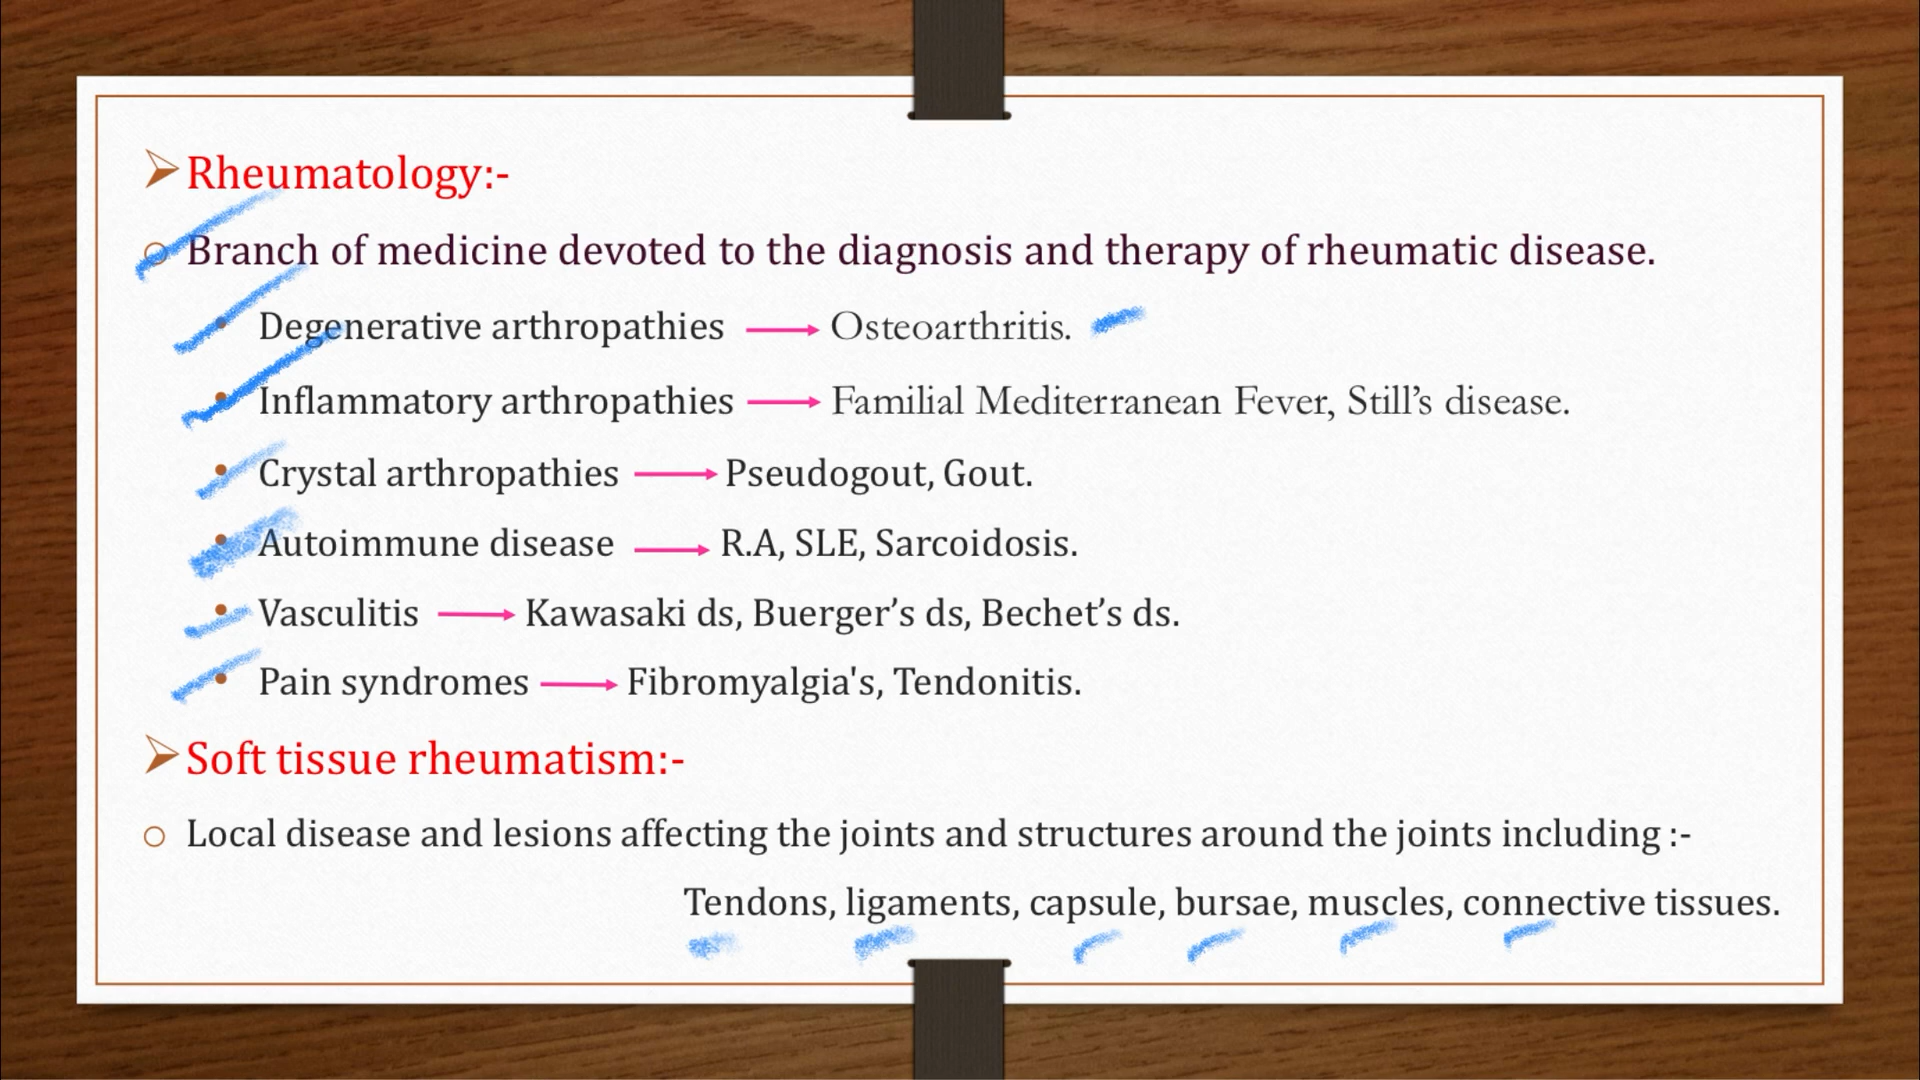 Rheumatology:-
Branch of medicine devoted to the diagnosis and therapy of rheumatic disease.
Degenerative arthropathies Osteoarthritis.
Inflammatory arthropathies Familial Mediterranean Fever, Still’s disease.
Crystal arthropathies Pseudogout, Gout.
Autoimmune disease R.A, SLE, Sarcoidosis.
Vasculitis Kawasaki ds, Buerger’s ds, Bechet’s ds.
Pain syndromes Fibromyalgia's, Tendonitis.
Soft tissue rheumatism:-
Local disease and lesions affecting the joints and structures around the joints including :-
Tendons, ligaments, capsule, bursae, muscles, connective tissues.